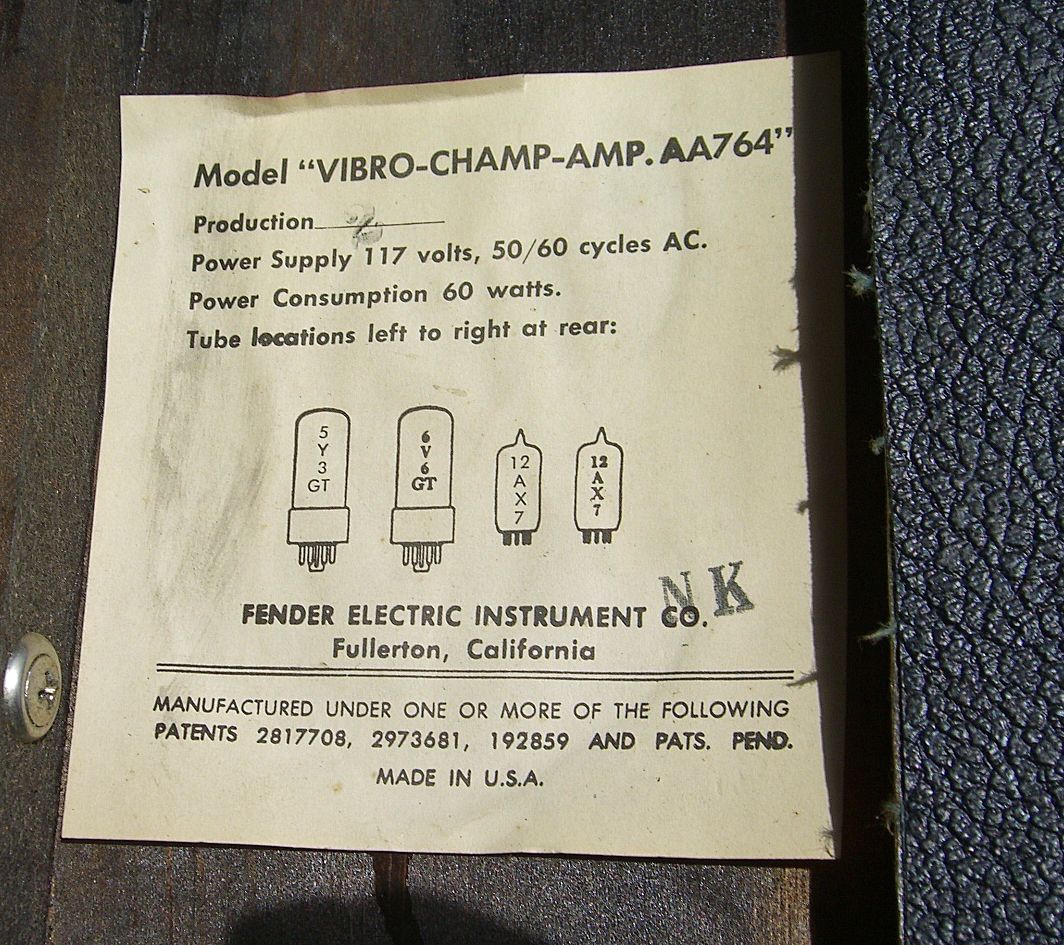 Model “VIBRO-CHAMP-AMP. AA764”
Production
Power Supply 117 volts, 50/60 cycles AC.
Power Consumption 60 watts.
Tube locations left to right at rear:
5
Y
3
GT
6
V
6
GT
12
A
X
7
12
A
X
7
NK
FENDER ELECTRIC INSTRUMENT CO.
Fullerton, California
MANUFACTURED UNDER ONE OR MORE OF THE FOLLOWING
PATENTS 2817708, 2973681, 192859 AND PATS. PEND.
MADE IN U.S.A.